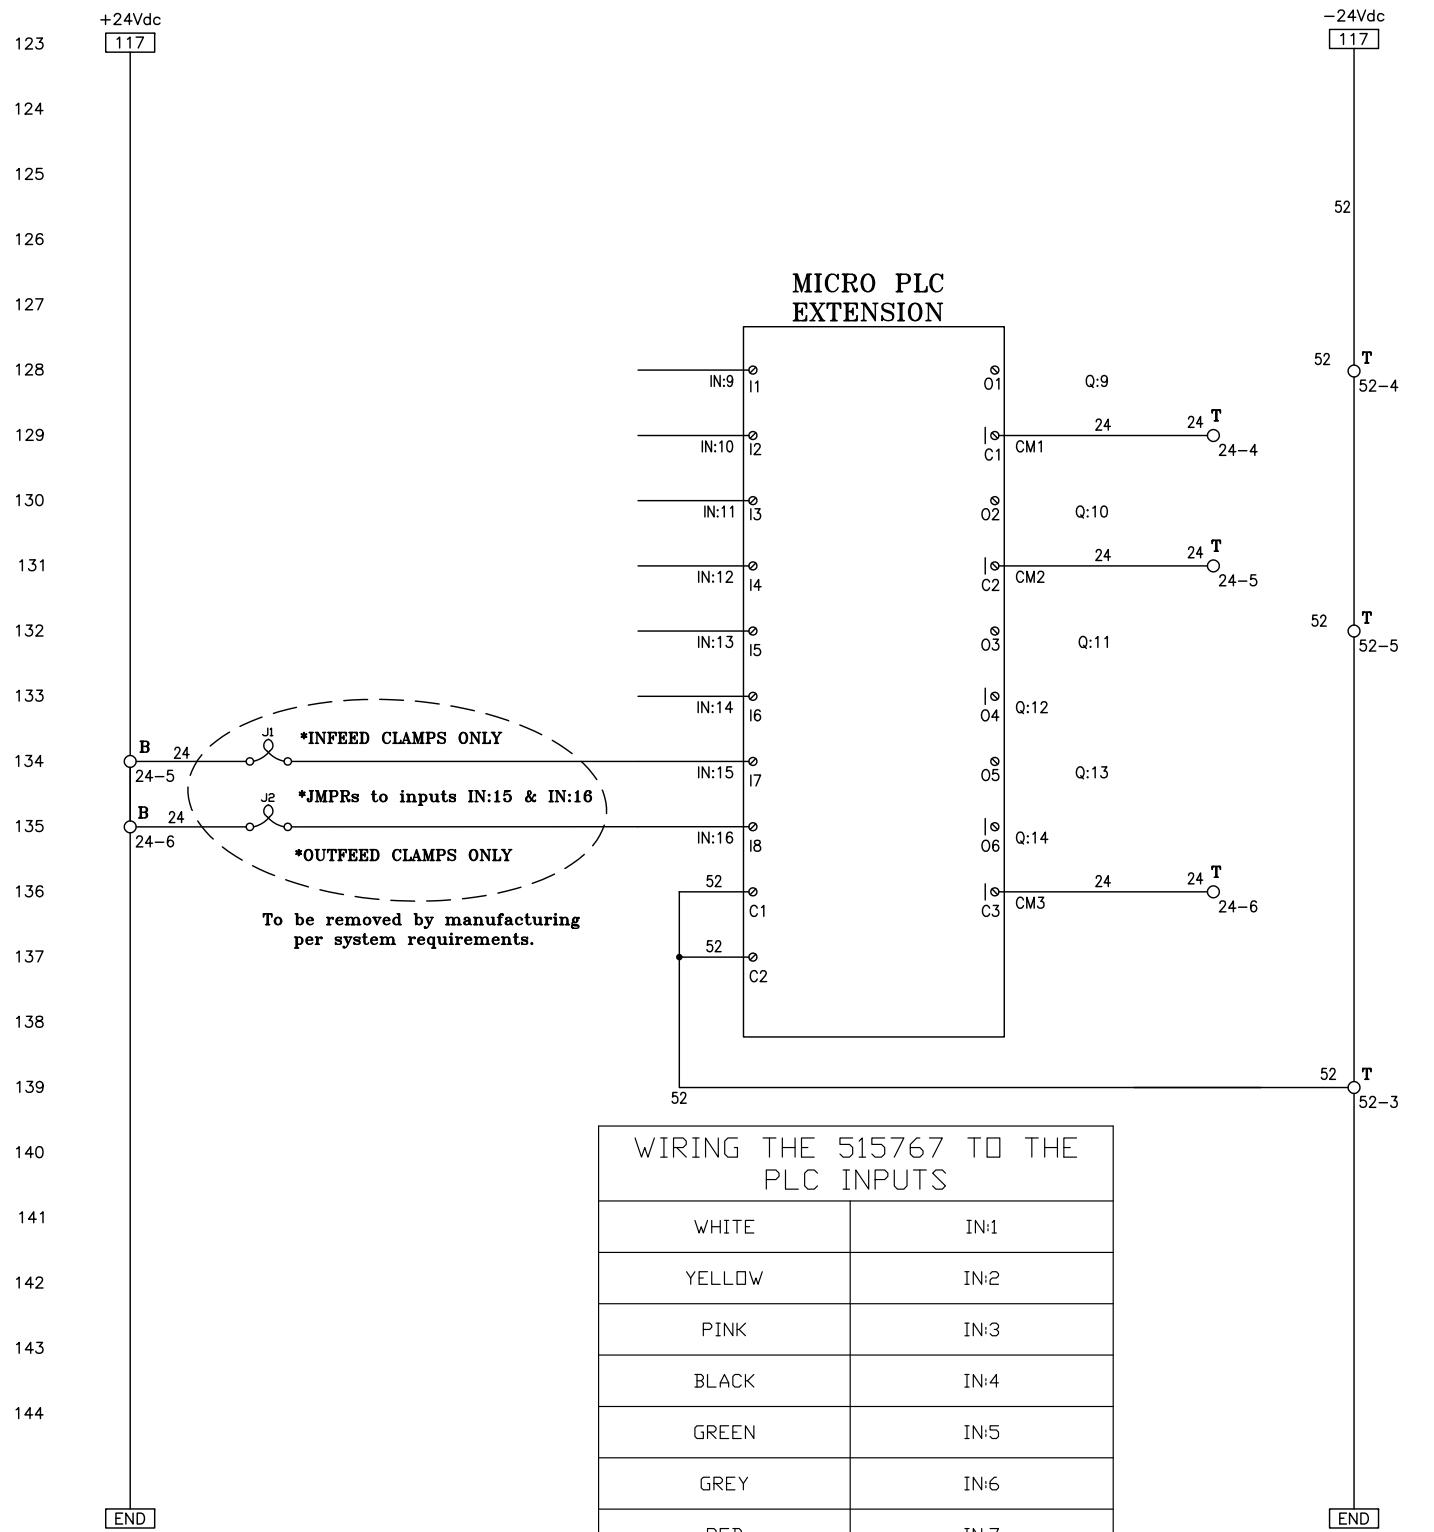 +24Vdc
-24Vdc
123
117
117
124
125
52
126
MICRO PLC
127
EXTENSION
128
IN:9
I1
O1
Q:9
52
T
52-4
129
IN:10
I2
C1
CM1
24
24
T
24-4
130
IN:11
I3
O2
Q:10
131
IN:12
I4
C2
CM2
24
24
T
24-5
132
IN:13
I5
O3
Q:11
52
T
52-5
133
IN:14
I6
O4
Q:12
134
B
24
24-5
J1
*INFEED CLAMPS ONLY
IN:15
I7
O5
Q:13
*JMPRs to inputs IN:15 & IN:16
135
B
24
24-6
J2
IN:16
I8
O6
Q:14
*OUTFEED CLAMPS ONLY
136
52
C1
C3
CM3
24
24
T
24-6
To be removed by manufacturing
per system requirements.
137
52
C2
138
139
52
52
T
52-3
WIRING THE 515767 TO THE
PLC INPUTS
140
141
WHITE IN:1
142
YELLOW IN:2
143
PINK IN:3
144
BLACK IN:4
GREEN IN:5
GREY IN:6
RED IN:7
END
END